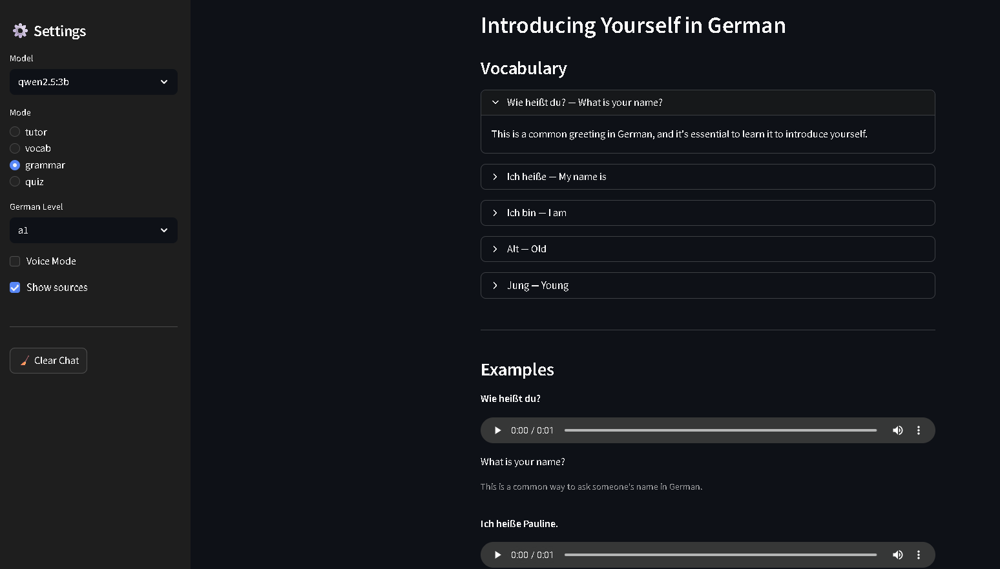 Settings
Model
qwen2.5:3b
Mode
tutor
vocab
grammar
quiz
German Level
a1
Voice Mode
Show sources
Clear Chat
Introducing Yourself in German
Vocabulary
Wie heißt du? — What is your name?
This is a common greeting in German, and it's essential to learn it to introduce yourself.
Ich heiße — My name is
Ich bin — I am
Alt — Old
Jung — Young
Examples
Wie heißt du?
0:00 / 0:01
What is your name?
This is a common way to ask someone's name in German.
Ich heiße Pauline.
0:00 / 0:01